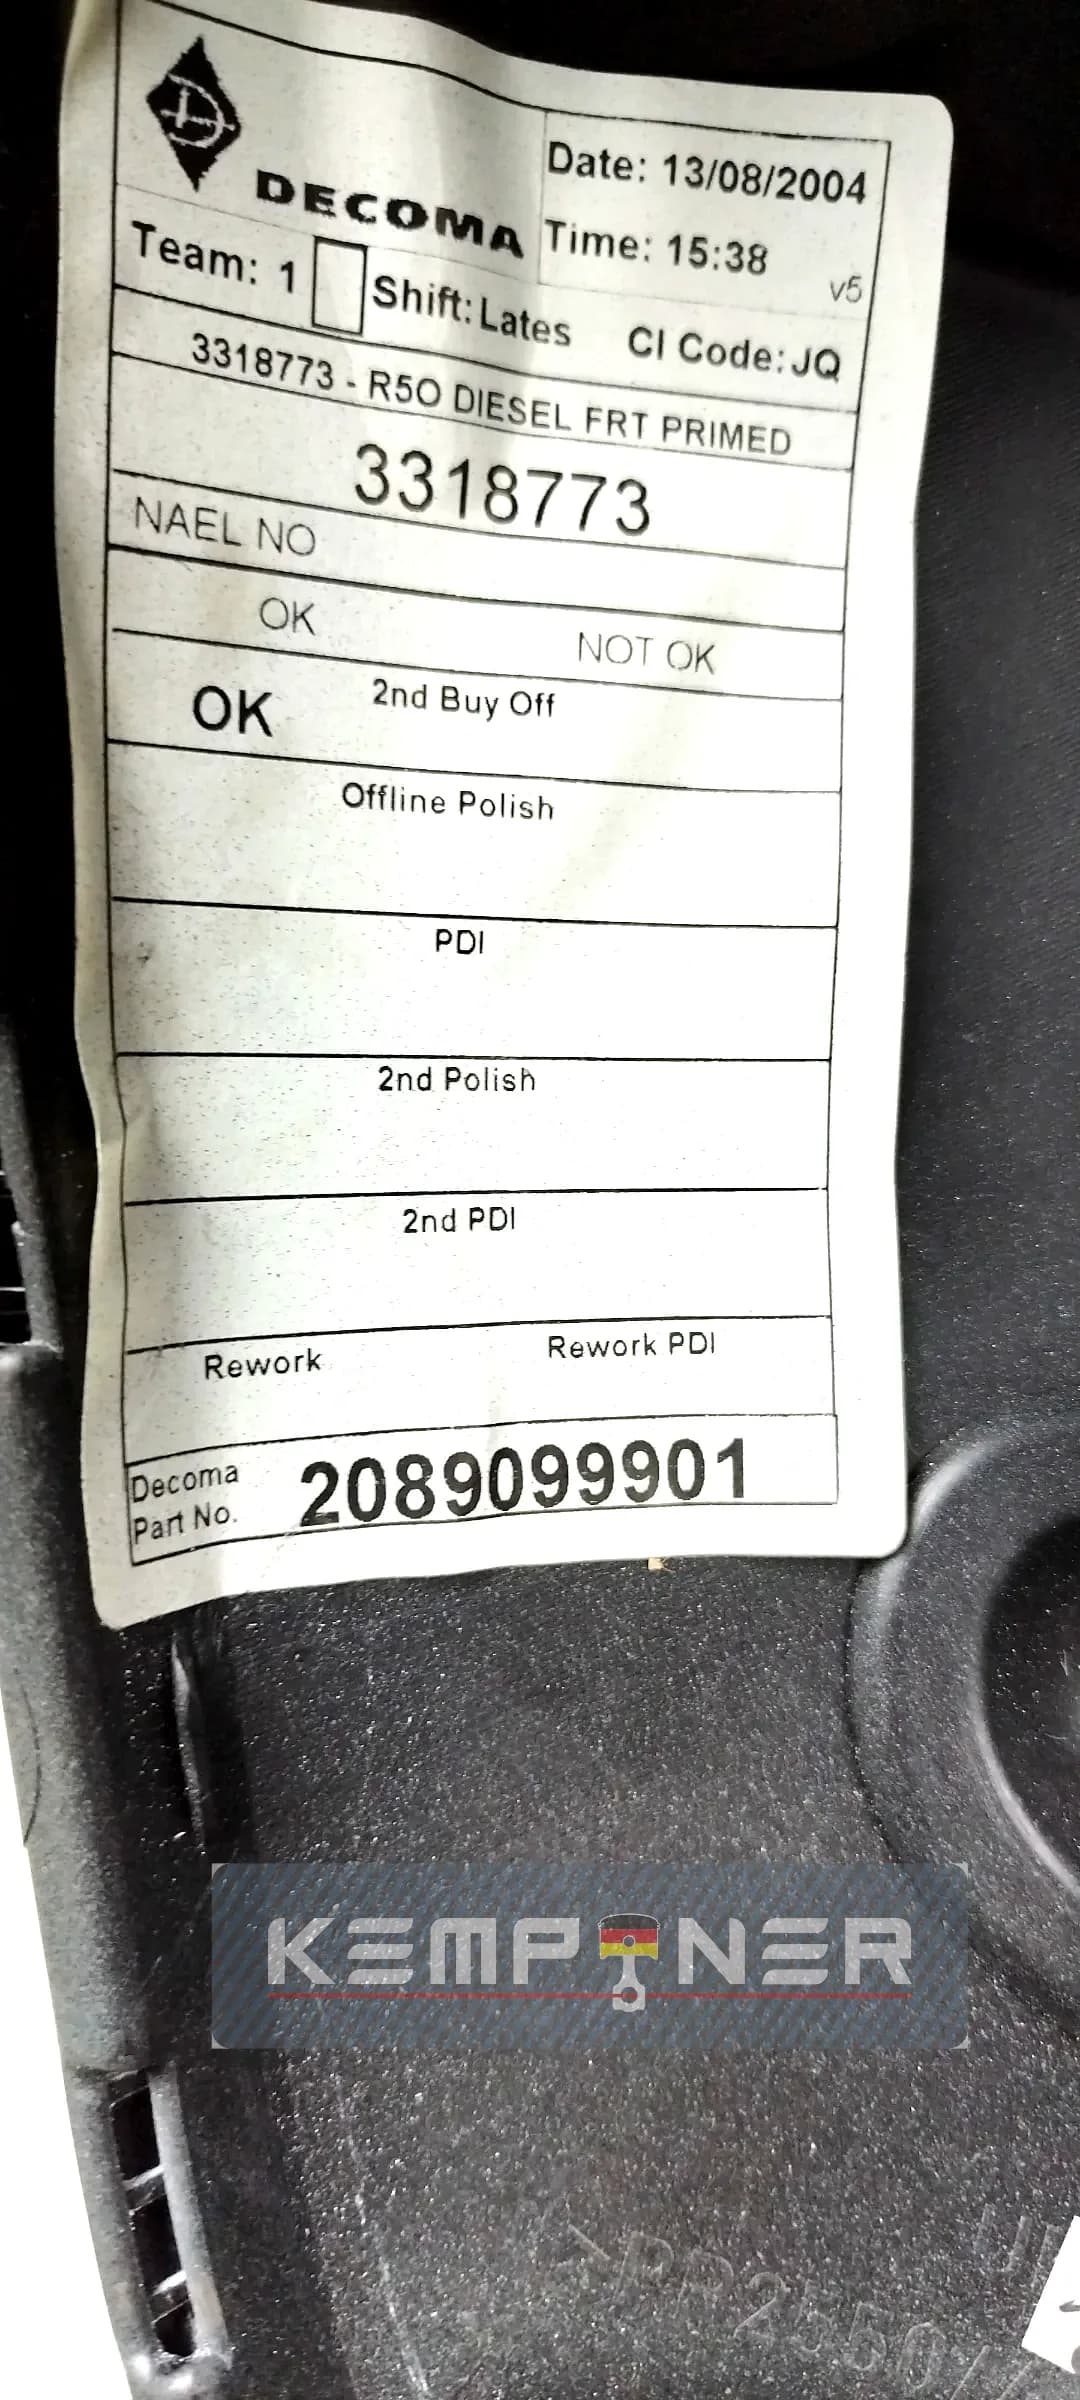 DECOMA
Date: 13/08/2004
Time: 15:38
v5
Team: 1 Shift: Lates CI Code: JQ
3318773 - R5O DIESEL FRT PRIMED
3318773
NAEL NO
OK NOT OK
OK 2nd Buy Off
Offline Polish
PDI
2nd Polish
2nd PDI
Rework Rework PDI
Decoma
Part No. 2089099901
KEMPTNER